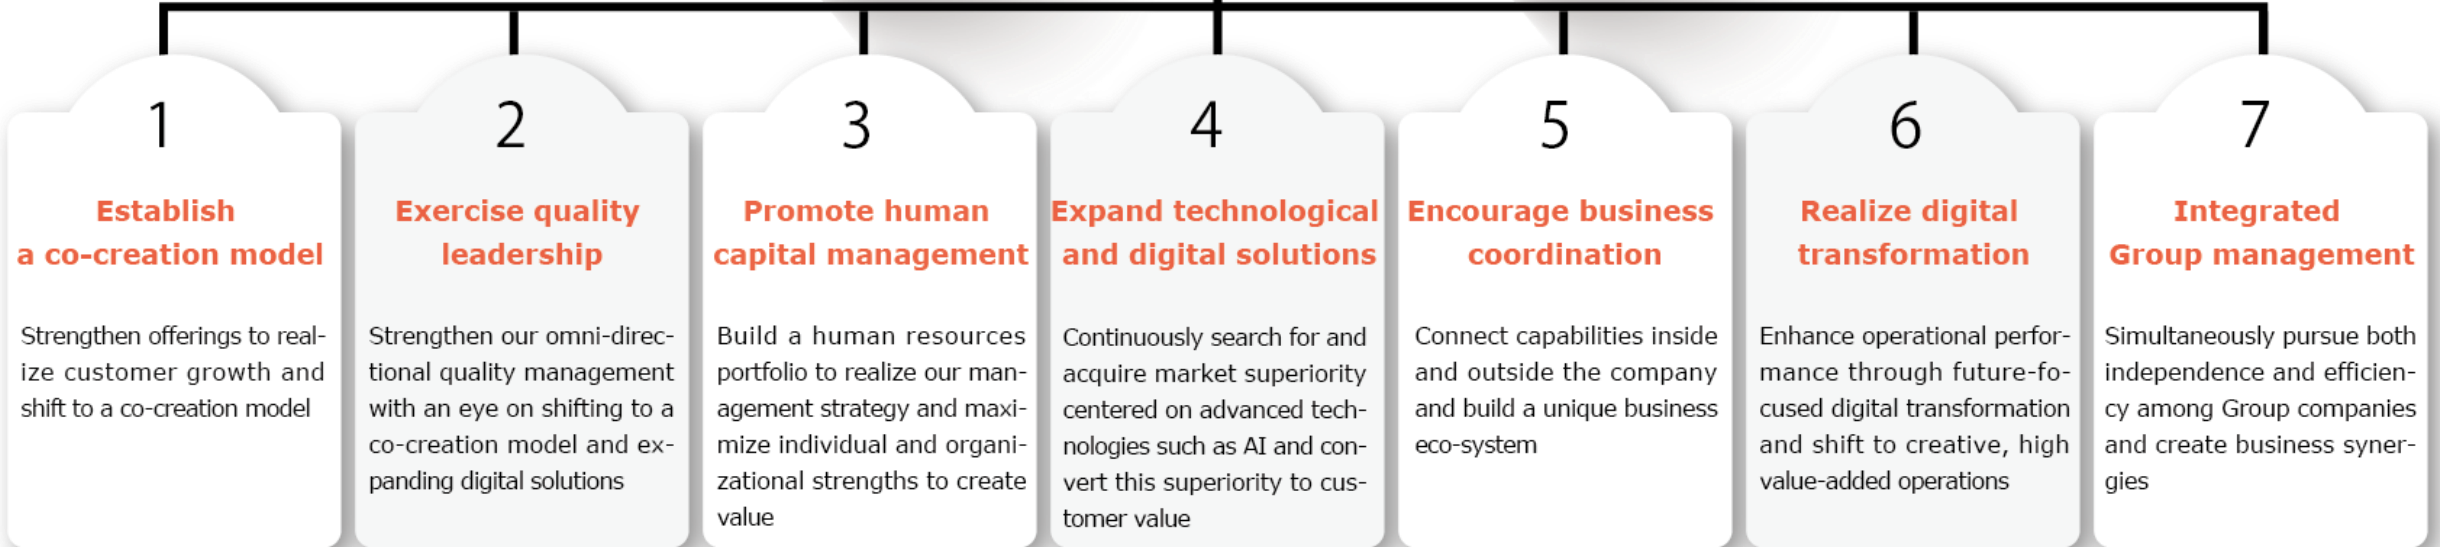 1
Establish
a co-creation model
Strengthen offerings to real-
ize customer growth and
shift to a co-creation model
2
Exercise quality
leadership
Strengthen our omni-direc-
tional quality management
with an eye on shifting to a
co-creation model and ex-
panding digital solutions
3
Promote human
capital management
Build a human resources
portfolio to realize our man-
agement strategy and maxi-
mize individual and organi-
zational strengths to create
value
4
Expand technological
and digital solutions
Continuously search for and
acquire market superiority
centered on advanced tech-
nologies such as AI and con-
vert this superiority to cus-
tomer value
5
Encourage business
coordination
Connect capabilities inside
and outside the company
and build a unique business
eco-system
6
Realize digital
transformation
Enhance operational perfor-
mance through future-fo-
cused digital transformation
and shift to creative, high
value-added operations
7
Integrated
Group management
Simultaneously pursue both
independence and efficien-
cy among Group companies
and create business syner-
gies